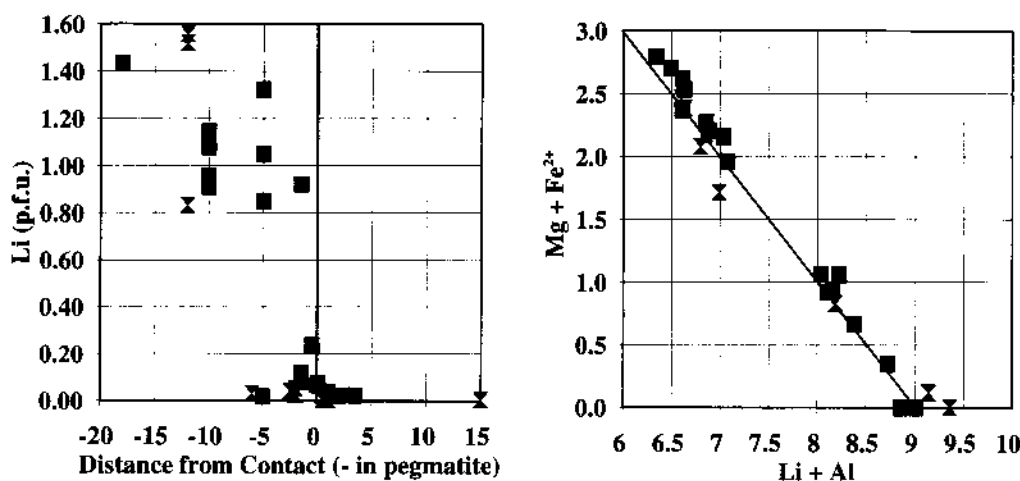 1.60
1.40
1.20
1.00
0.80
0.60
0.40
0.20
0.00
Li (p.f.u.)
-20 -15 -10 -5 0 5 10 15
Distance from Contact (- in pegmatite)
3.0
2.5
2.0
1.5
1.0
0.5
0.0
Mg + Fe²⁺
6 6.5 7 7.5 8 8.5 9 9.5 10
Li + Al